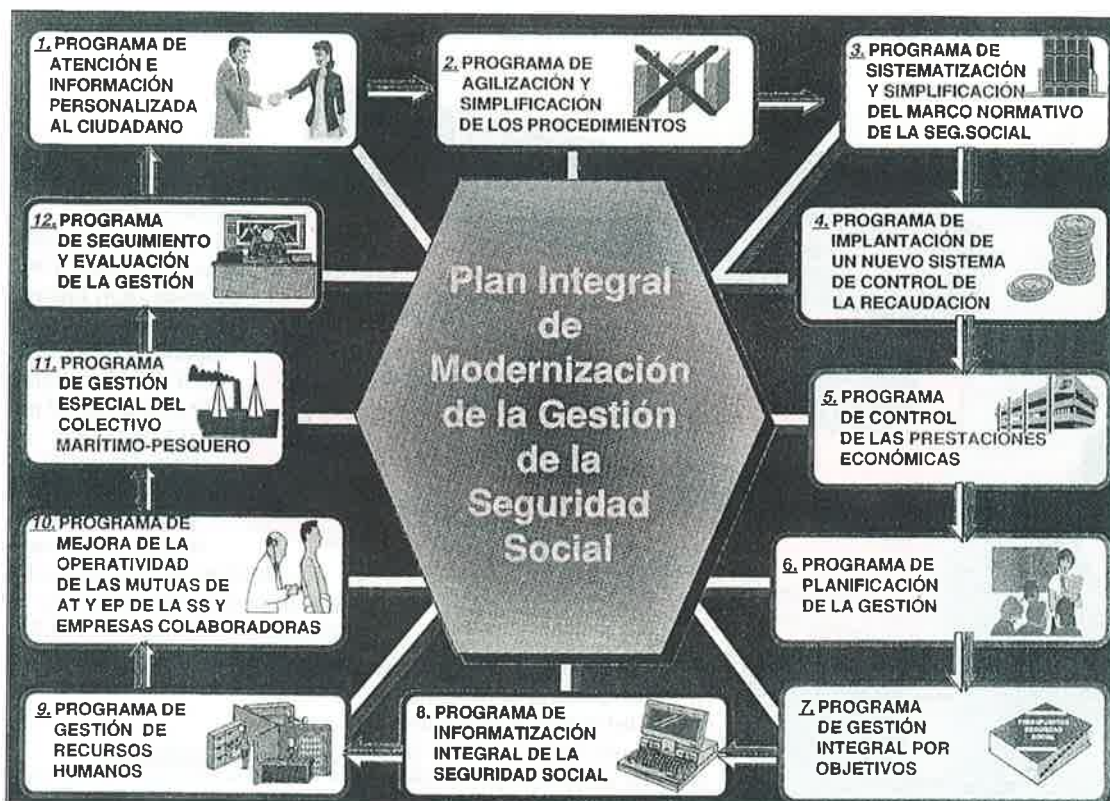 1. PROGRAMA DE
ATENCIÓN E
INFORMACIÓN
PERSONALIZADA
AL CIUDADANO
2. PROGRAMA DE
AGILIZACIÓN Y
SIMPLIFICACIÓN
DE LOS PROCEDIMIENTOS
3. PROGRAMA DE
SISTEMATIZACIÓN
Y SIMPLIFICACIÓN
DEL MARCO NORMATIVO
DE LA SEG.SOCIAL
4. PROGRAMA DE
IMPLANTACIÓN DE
UN NUEVO SISTEMA
DE CONTROL DE
LA RECAUDACIÓN
5. PROGRAMA
DE CONTROL
DE LAS PRESTACIONES
ECONÓMICAS
6. PROGRAMA DE
PLANIFICACIÓN
DE LA GESTIÓN
7. PROGRAMA
DE GESTIÓN
INTEGRAL POR
OBJETIVOS
PRESUPUESTOS
SEGURIDAD
SOCIAL
8. PROGRAMA DE
INFORMATIZACIÓN
INTEGRAL DE LA
SEGURIDAD SOCIAL
9. PROGRAMA DE
GESTIÓN DE
RECURSOS
HUMANOS
10. PROGRAMA DE
MEJORA DE LA
OPERATIVIDAD
DE LAS MUTUAS DE
AT Y EP DE LA SS Y
EMPRESAS COLABORADORAS
11. PROGRAMA
DE GESTIÓN
ESPECIAL DEL
COLECTIVO
MARÍTIMO-PESQUERO
12. PROGRAMA
DE SEGUIMIENTO
Y EVALUACIÓN
DE LA GESTIÓN
Plan Integral
de
Modernización
de la Gestión
de la
Seguridad
Social